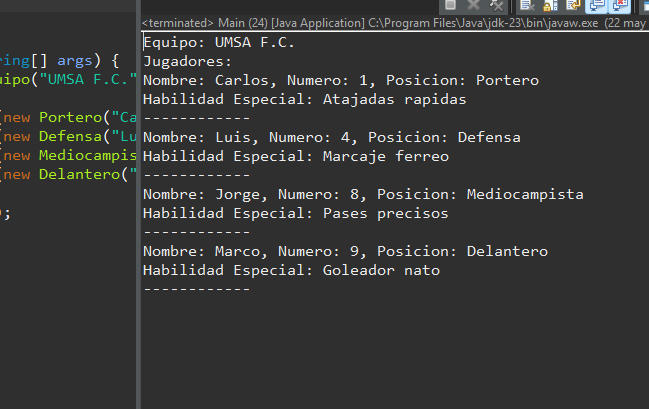 <terminated> Main (24) [Java Application] C:\Program Files\Java\jdk-23\bin\javaw.exe (22 may
ring[] args) {
uipo("UMSA F.C."
[new Portero("Ca
[new Defensa("Lu
[new Mediocampis
[new Delantero("
);
Equipo: UMSA F.C.
Jugadores:
Nombre: Carlos, Numero: 1, Posicion: Portero
Habilidad Especial: Atajadas rapidas
------------
Nombre: Luis, Numero: 4, Posicion: Defensa
Habilidad Especial: Marcaje ferreo
------------
Nombre: Jorge, Numero: 8, Posicion: Mediocampista
Habilidad Especial: Pases precisos
------------
Nombre: Marco, Numero: 9, Posicion: Delantero
Habilidad Especial: Goleador nato
------------